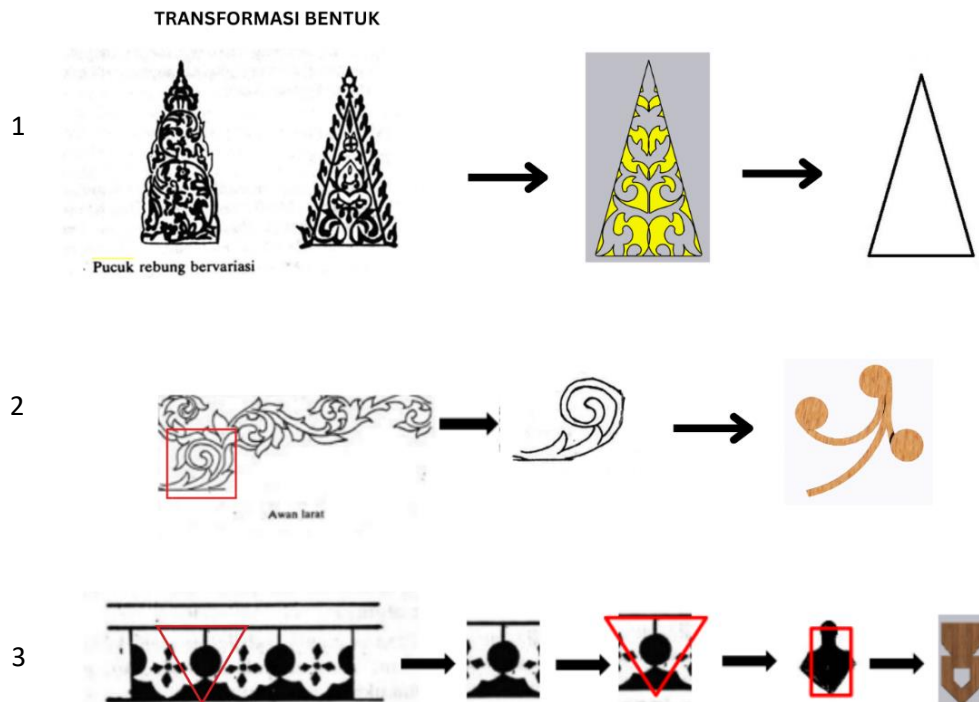 TRANSFORMASI BENTUK
1
Pucuk rebung bervariasi
2
Awan larat
3